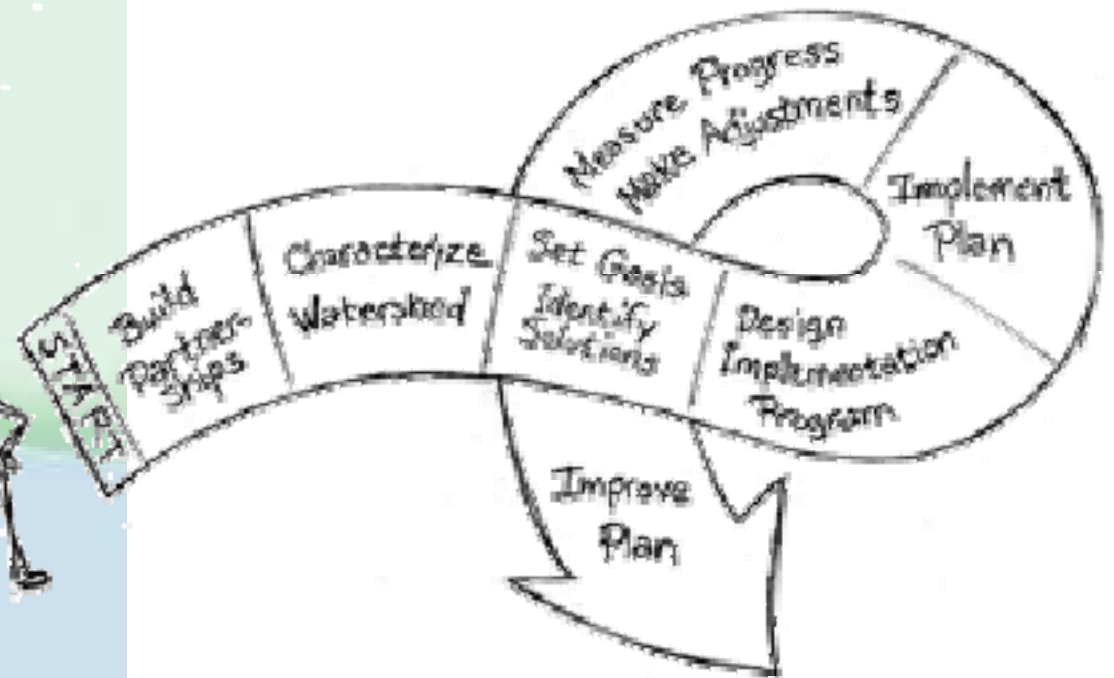 START
Build
Partner-
Ships
Characterize
Watershed
Set Goals
Identify
Solutions
Design
Implementation
Program
Implement
Plan
Measure Progress
Make Adjustments
Improve
Plan